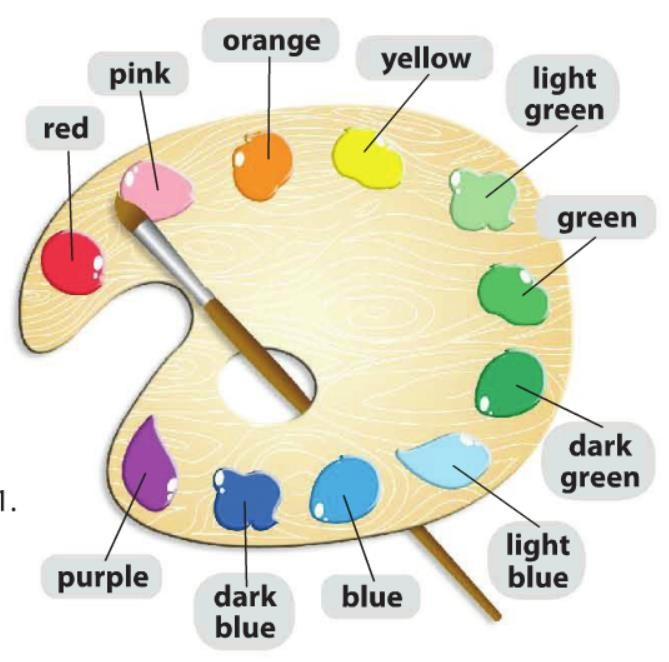 orange
yellow
pink
light
green
red
green
dark
green
1.
light
blue
purple
dark
blue
blue